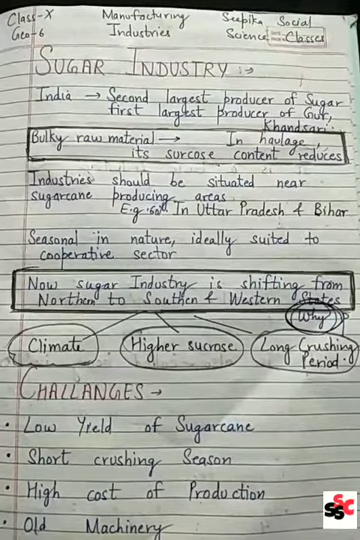 Class-X Manufacturing Seepika Social
Geo-6 Industries Science Classes
SUGAR INDUSTRY :→
India → Second largest producer of Sugar
first largest producer of Gur,
Khandsari
Bulky raw material → In haulage,
its surcose content reduces
Industries should be situated near
sugarcane producing areas
E.g. 60% In Uttar Pradesh & Bihar
Seasonal in nature, ideally suited to
cooperative sector
Now sugar Industry is shifting from
Northern to Southen & Western States
Why?
Climate Higher sucrose Long Crushing
Period.
CHALLANGES →
• Low Yield of Sugarcane
• Short crushing Season
• High cost of Production
• Old Machinery
SSC